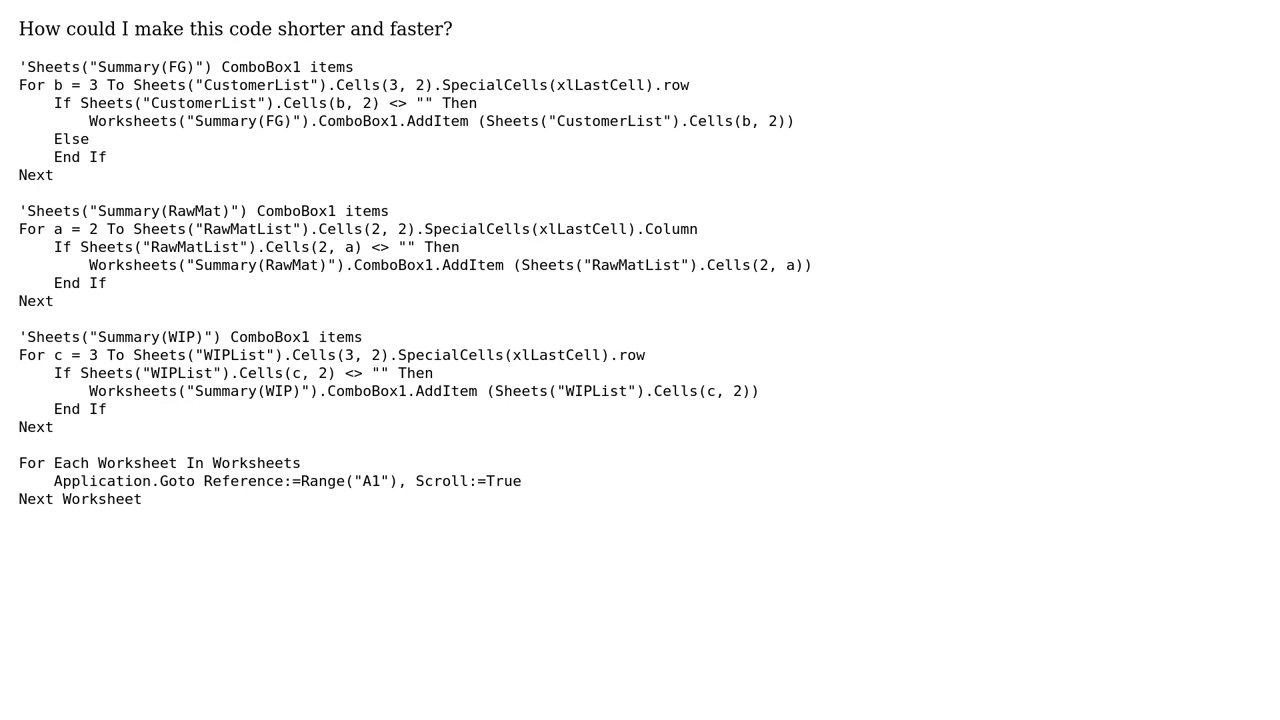 How could I make this code shorter and faster?
'Sheets("Summary(FG)") ComboBox1 items
For b = 3 To Sheets("CustomerList").Cells(3, 2).SpecialCells(xlLastCell).row
    If Sheets("CustomerList").Cells(b, 2) <> "" Then
        Worksheets("Summary(FG)").ComboBox1.AddItem (Sheets("CustomerList").Cells(b, 2))
    Else
    End If
Next
'Sheets("Summary(RawMat)") ComboBox1 items
For a = 2 To Sheets("RawMatList").Cells(2, 2).SpecialCells(xlLastCell).Column
    If Sheets("RawMatList").Cells(2, a) <> "" Then
        Worksheets("Summary(RawMat)").ComboBox1.AddItem (Sheets("RawMatList").Cells(2, a))
    End If
Next
'Sheets("Summary(WIP)") ComboBox1 items
For c = 3 To Sheets("WIPList").Cells(3, 2).SpecialCells(xlLastCell).row
    If Sheets("WIPList").Cells(c, 2) <> "" Then
        Worksheets("Summary(WIP)").ComboBox1.AddItem (Sheets("WIPList").Cells(c, 2))
    End If
Next
For Each Worksheet In Worksheets
    Application.Goto Reference:=Range("A1"), Scroll:=True
Next Worksheet